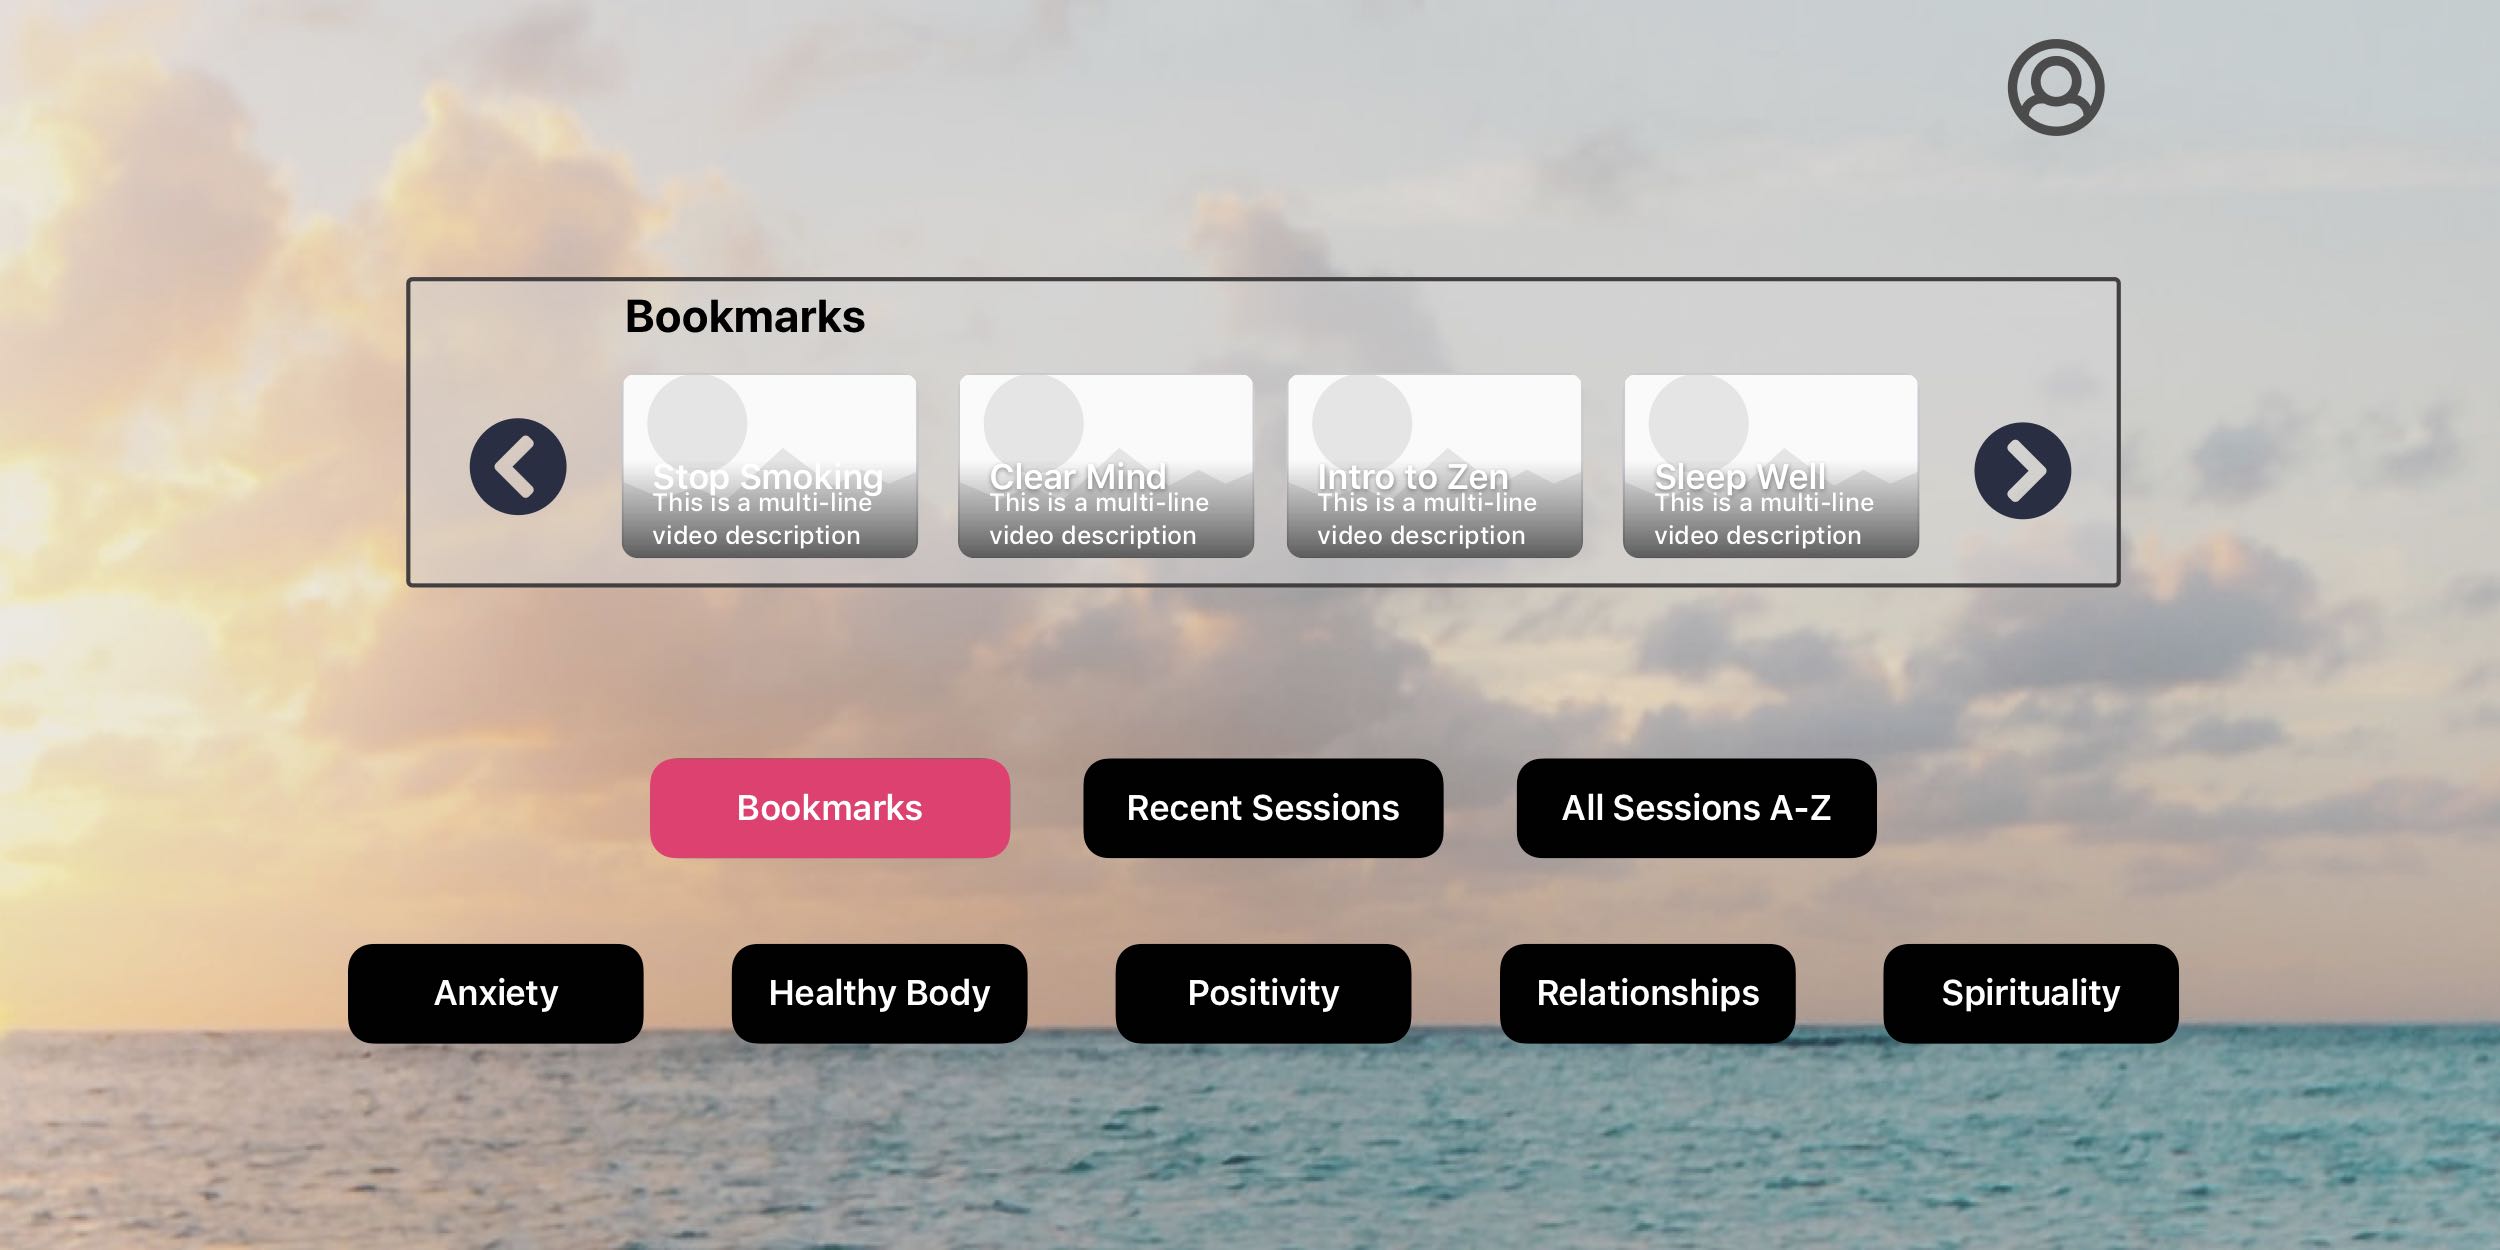 Bookmarks
Stop Smoking
This is a multi-line
video description
Clear Mind
This is a multi-line
video description
Intro to Zen
This is a multi-line
video description
Sleep Well
This is a multi-line
video description
Bookmarks
Recent Sessions
All Sessions A-Z
Anxiety
Healthy Body
Positivity
Relationships
Spirituality